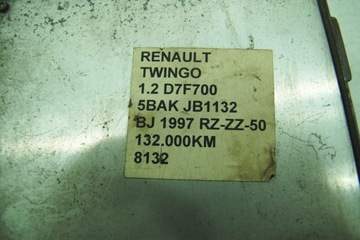 RENAULT
TWINGO
1.2 D7F700
5BAK JB1132
BJ 1997 RZ-ZZ-50
132.000KM
8132